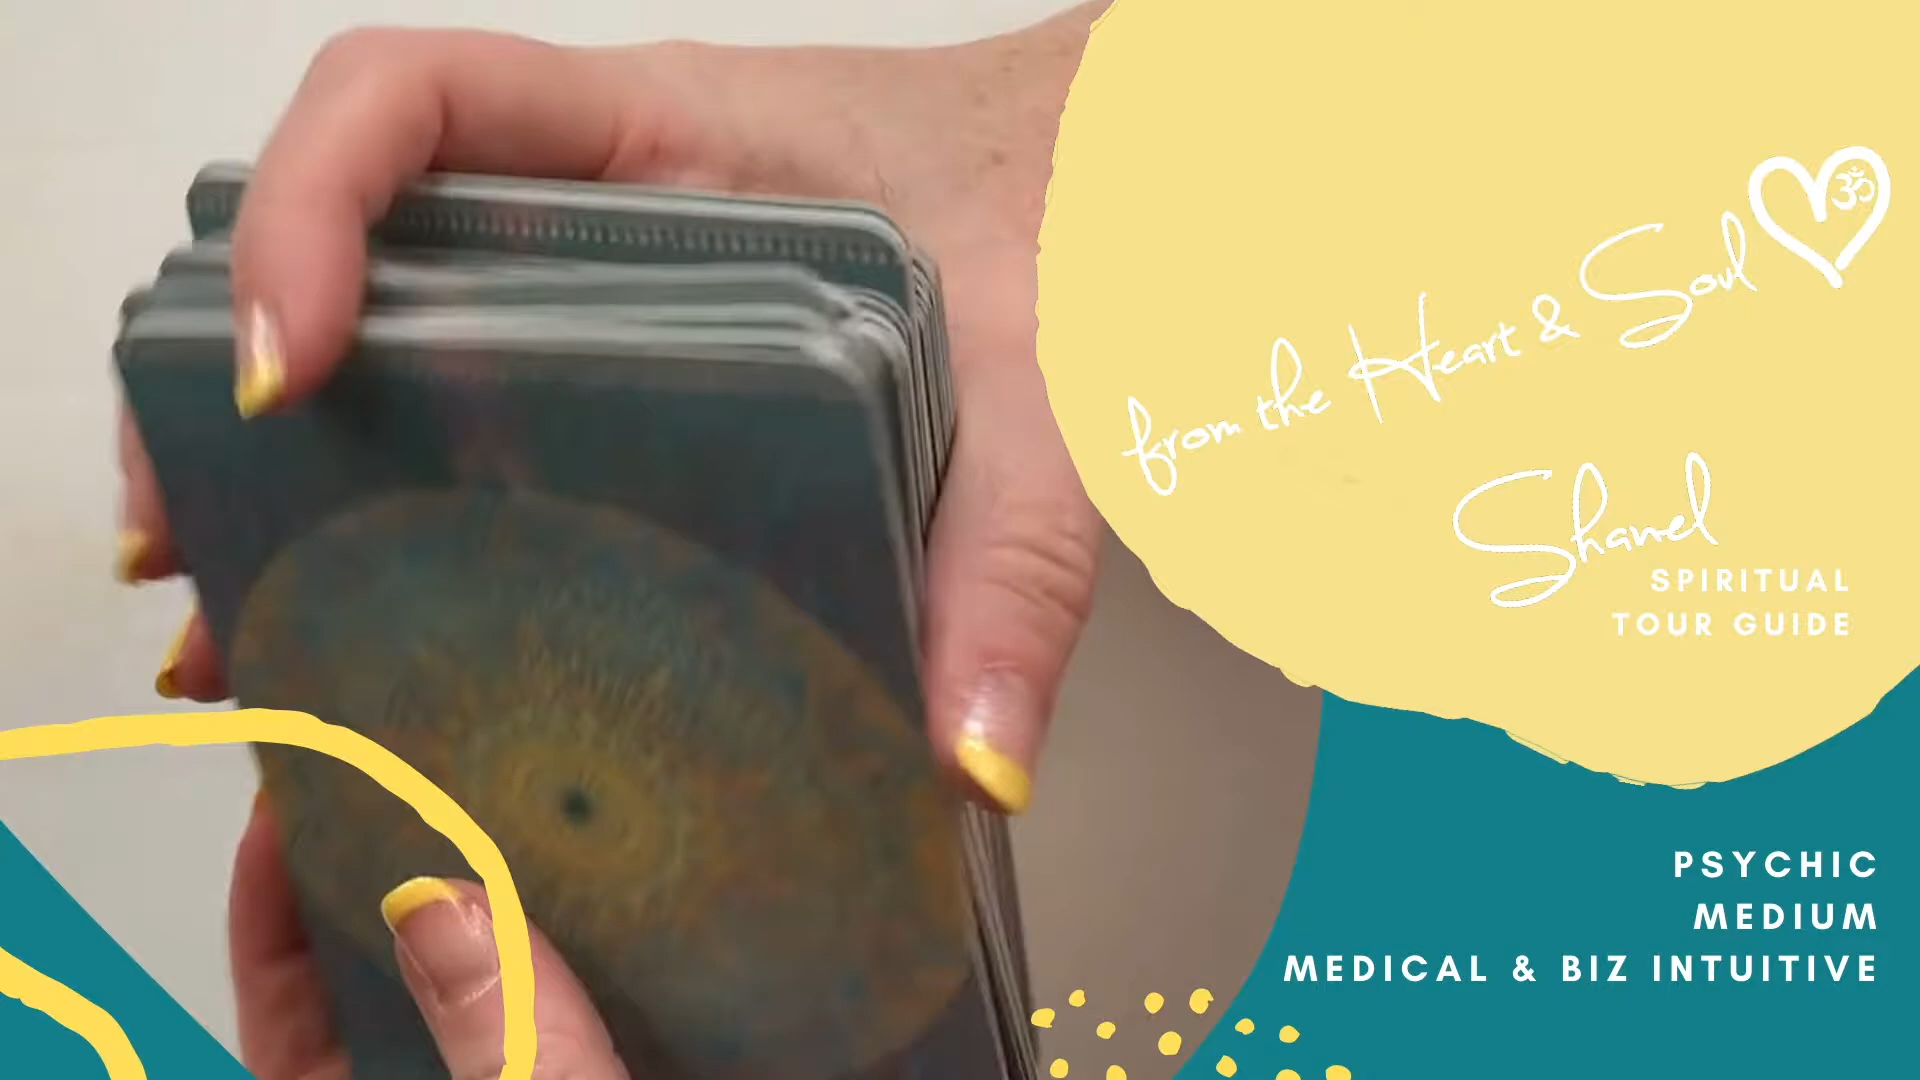 from the Heart & Soul
ॐ
Shanel
SPIRITUAL
TOUR GUIDE
PSYCHIC
MEDIUM
MEDICAL & BIZ INTUITIVE